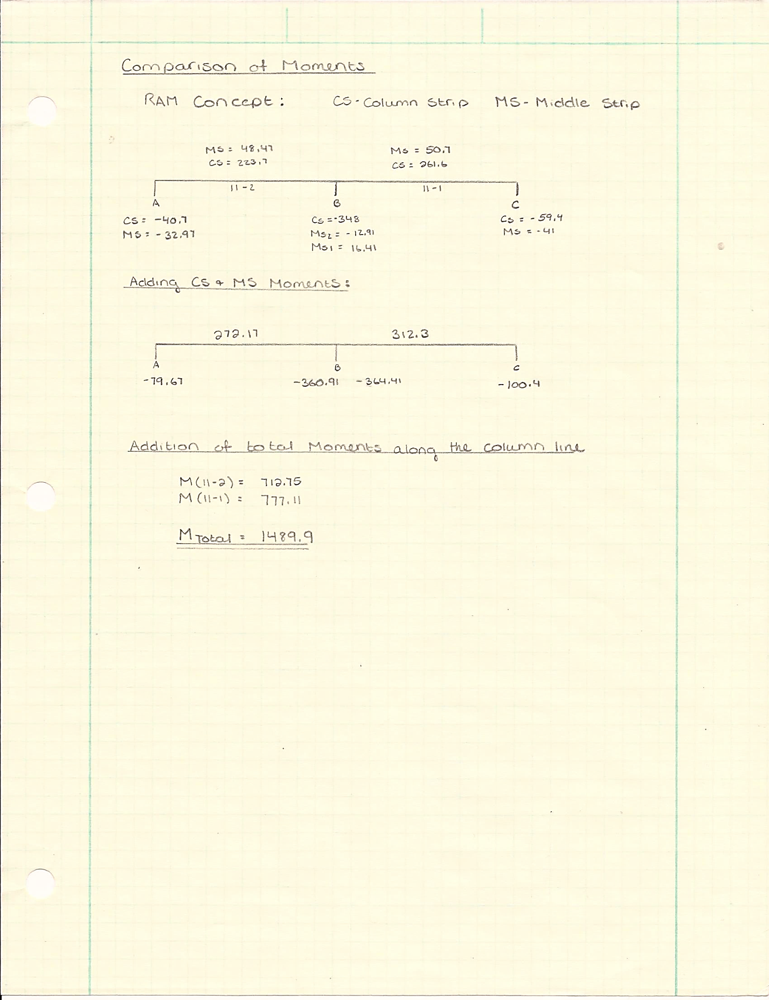 Comparison of Moments
RAM Concept: CS-Column Strip MS-Middle Strip
MS = 48.47 MS = 50.7
CS = 223.7 CS = 261.6
11-2 11-1
A B C
CS = -40.7 CS = -348 CS = -59.4
MS = -32.97 MS2 = -12.91 MS = -41
MS1 = 16.41
Adding CS & MS Moments:
272.17 312.3
A B C
-79.67 -360.91 -364.41 -100.4
Addition of total Moments along the column line
M(11-2) = 712.75
M(11-1) = 777.11
MTotal = 1489.9